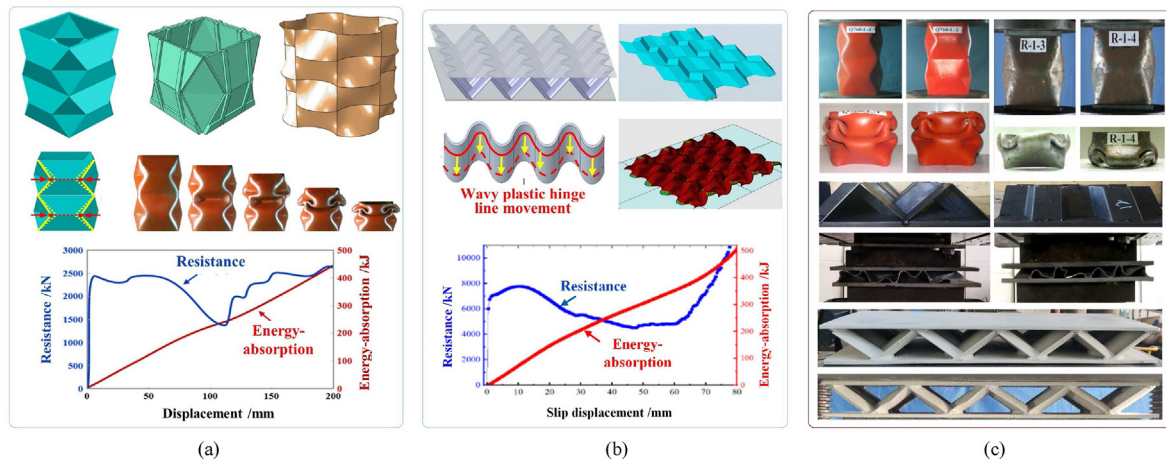 3000
2500
2000
1500
1000
500
0
Resistance /kN
Resistance
Energy-
absorption
500
400
300
200
100
0
Energy-absorption /kJ
0
50
100
150
200
Displacement /mm
(a)
Wavy plastic hinge
line movement
10000
8000
6000
4000
2000
0
Resistance /kN
Resistance
Energy-
absorption
500
400
300
200
100
0
Energy-absorption /kJ
0
10
20
30
40
50
60
70
80
Slip displacement /mm
(b)
R-1-3
R-1-4
R-1-4
(c)